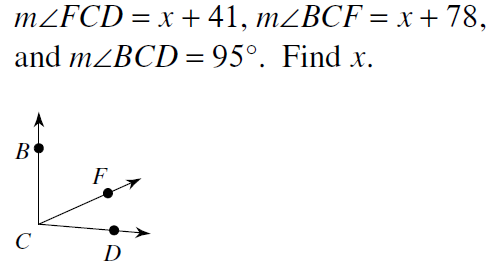 m∠FCD = x + 41, m∠BCF = x + 78,
and m∠BCD = 95°. Find x.
B
F
C
D